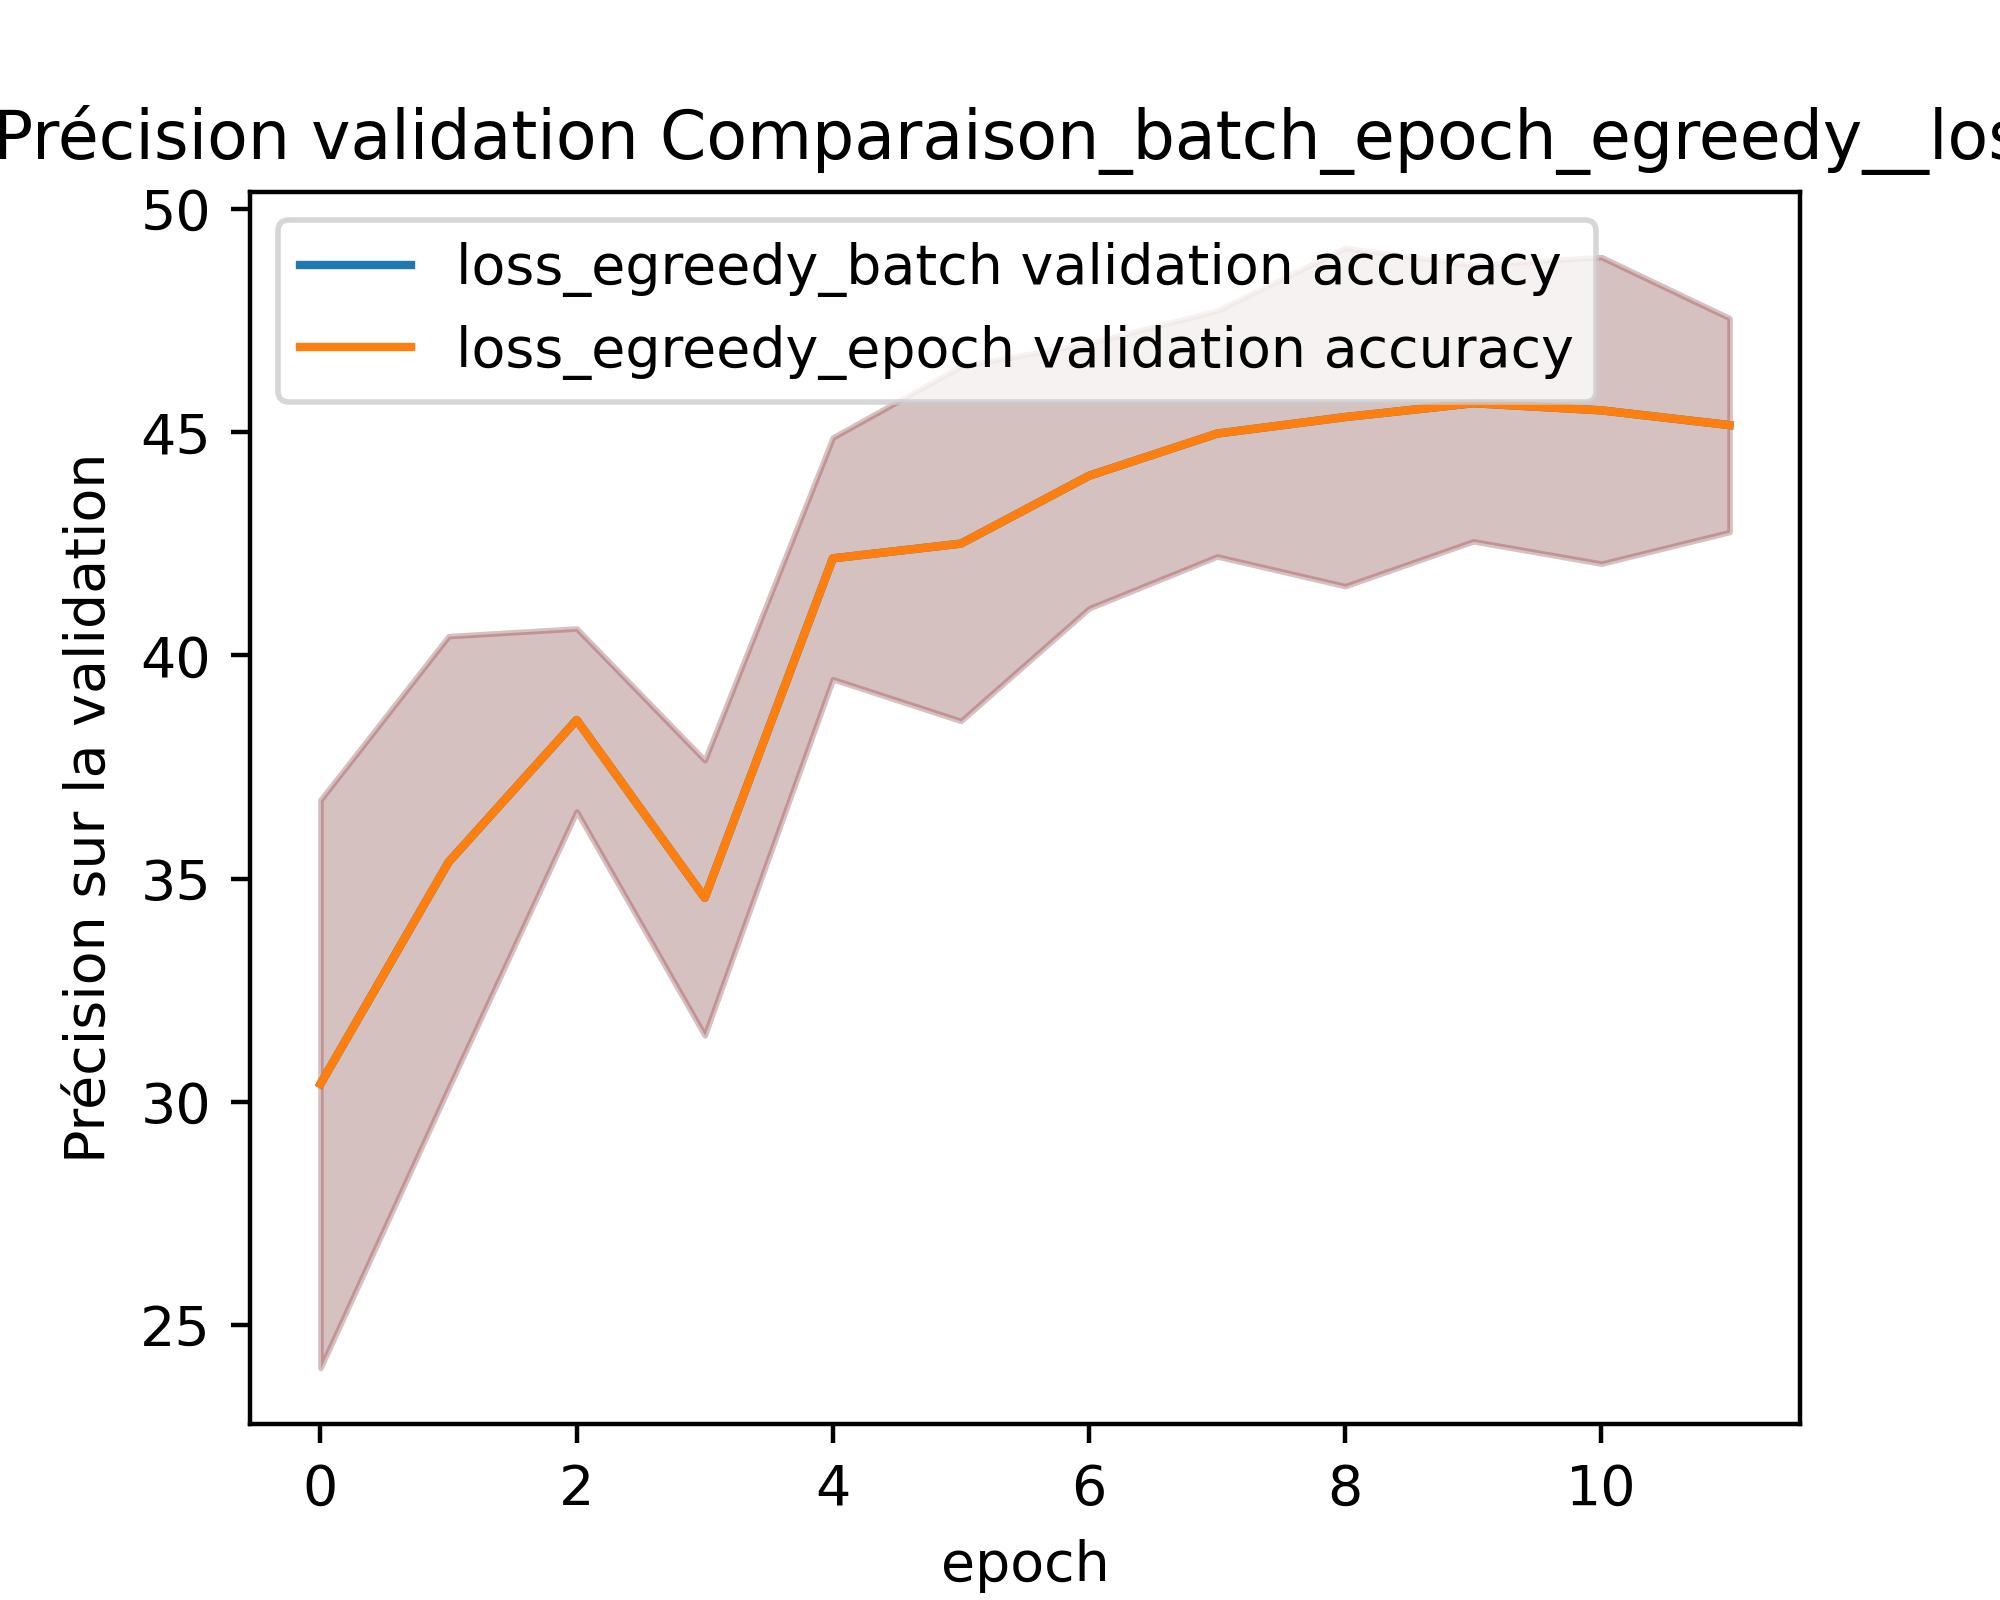 Précision validation Comparaison_batch_epoch_egreedy__los
loss_egreedy_batch validation accuracy
loss_egreedy_epoch validation accuracy
Précision sur la validation
50
45
40
35
30
25
0 2 4 6 8 10
epoch